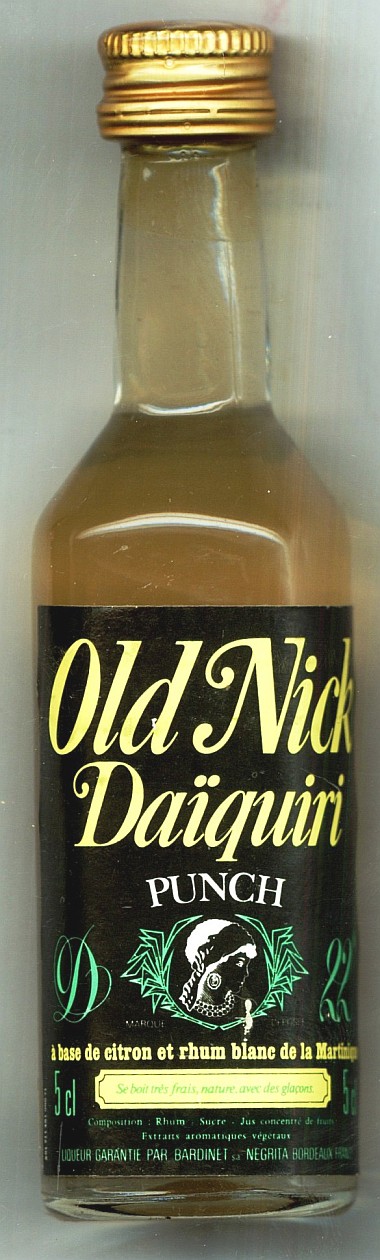 Old Nick
Daïquiri
PUNCH
D 22°
MARQUE DÉPOSÉE
à base de citron et rhum blanc de la Martinique
5 cl Se boit très frais, nature, avec des glaçons. 5 cl
Composition : Rhum - Sucre - Jus concentré de fruits
Extraits aromatiques végétaux
LIQUEUR GARANTIE PAR BARDINET sa NEGRITA BORDEAUX FRANCE